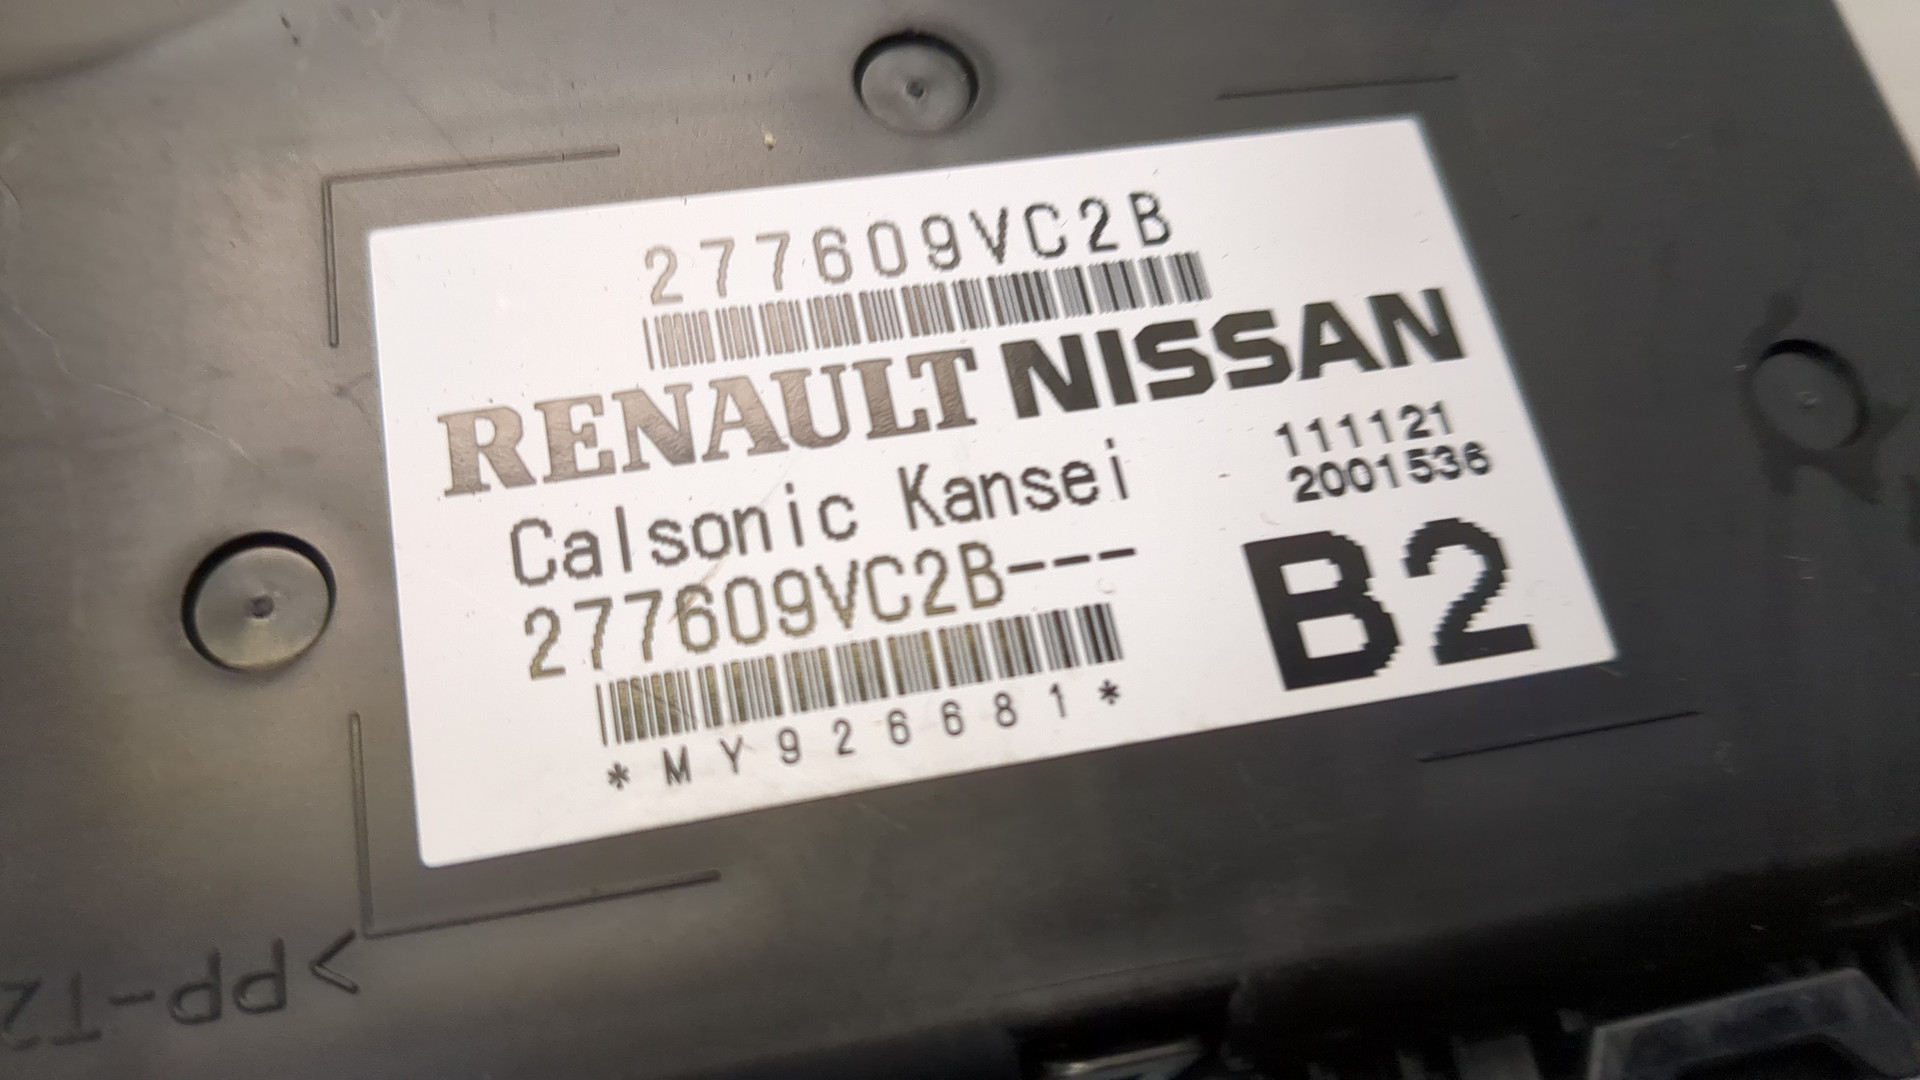 277609VC2B
RENAULT NISSAN
111121
Calsonic Kansei
2001536
277609VC2B---
B2
*MY926681*
>PP-T2